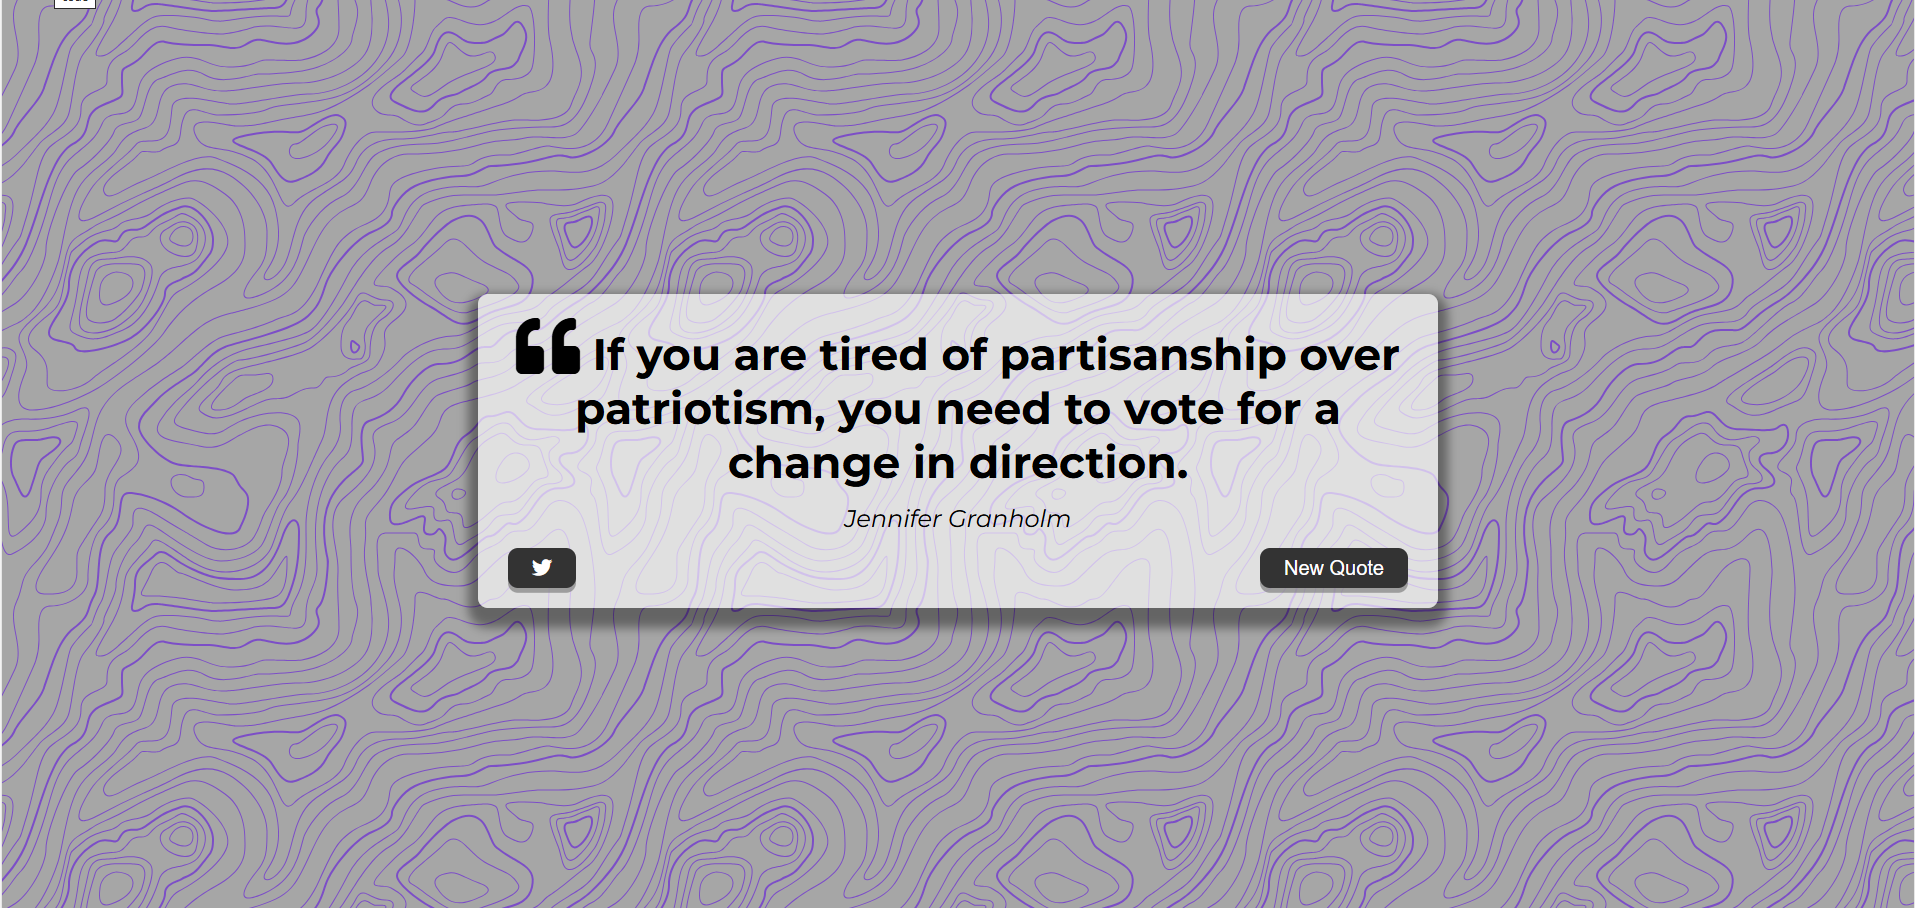 If you are tired of partisanship over
patriotism, you need to vote for a
change in direction.
Jennifer Granholm
New Quote